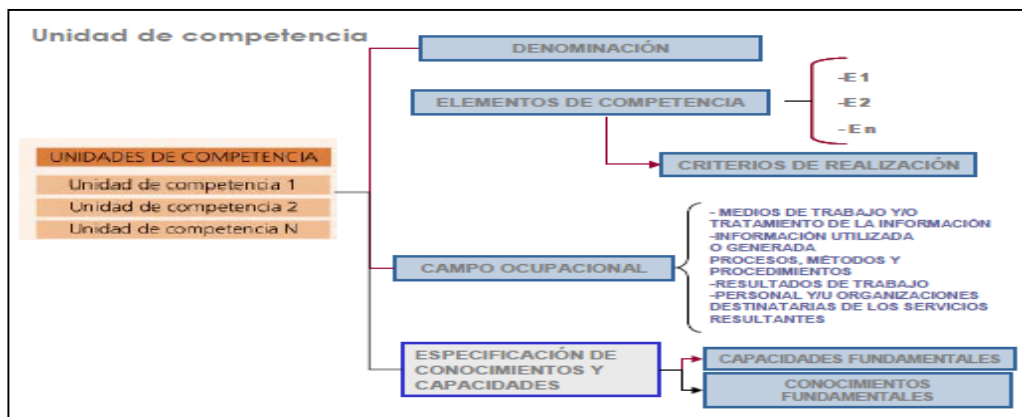 Unidad de competencia
DENOMINACIÓN
ELEMENTOS DE COMPETENCIA
-E1
-E2
-En
CRITERIOS DE REALIZACIÓN
UNIDADES DE COMPETENCIA
Unidad de competencia 1
Unidad de competencia 2
Unidad de competencia N
CAMPO OCUPACIONAL
- MEDIOS DE TRABAJO Y/O
TRATAMIENTO DE LA INFORMACIÓN
-INFORMACIÓN UTILIZADA
O GENERADA
PROCESOS, MÉTODOS Y
PROCEDIMIENTOS
-RESULTADOS DE TRABAJO
-PERSONAL Y/U ORGANIZACIONES
DESTINATARIAS DE LOS SERVICIOS
RESULTANTES
ESPECIFICACIÓN DE
CONOCIMIENTOS Y
CAPACIDADES
CAPACIDADES FUNDAMENTALES
CONOCIMIENTOS
FUNDAMENTALES